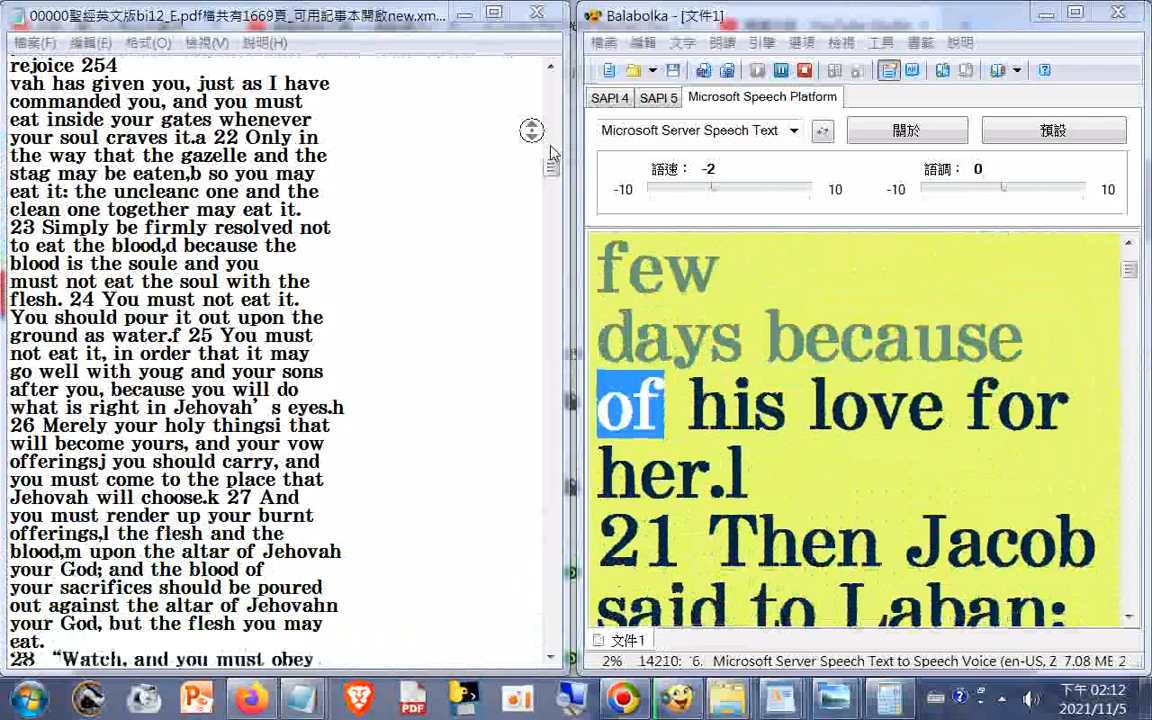 00000聖經英文版bi12_E.pdf檔共有1669頁_可用記事本開啟new.xm...
檔案(F) 編輯(E) 格式(O) 檢視(V) 說明(H)
rejoice 254
vah has given you, just as I have
commanded you, and you must
eat inside your gates whenever
your soul craves it.a 22 Only in
the way that the gazelle and the
stag may be eaten,b so you may
eat it: the uncleanc one and the
clean one together may eat it.
23 Simply be firmly resolved not
to eat the blood,d because the
blood is the soule and you
must not eat the soul with the
flesh. 24 You must not eat it.
You should pour it out upon the
ground as water.f 25 You must
not eat it, in order that it may
go well with youg and your sons
after you, because you will do
what is right in Jehovah’s eyes.h
26 Merely your holy thingsi that
will become yours, and your vow
offeringsj you should carry, and
you must come to the place that
Jehovah will choose.k 27 And
you must render up your burnt
offerings,l the flesh and the
blood,m upon the altar of Jehovah
your God; and the blood of
your sacrifices should be poured
out against the altar of Jehovahn
your God, but the flesh you may
eat.
28 “Watch, and you must obey
Balabolka - [文件1]
檔案 編輯 文字 朗讀 引擎 選項 檢視 工具 書籤 說明
SAPI 4 SAPI 5 Microsoft Speech Platform
Microsoft Server Speech Text 關於 預設
語速： -2 語調： 0
-10 10 -10 10
few
days because
of his love for
her.l
21 Then Jacob
said to Laban:
文件1
2% 14210: Microsoft Server Speech Text to Speech Voice (en-US, Z 7.08 MB
下午 02:12
2021/11/5